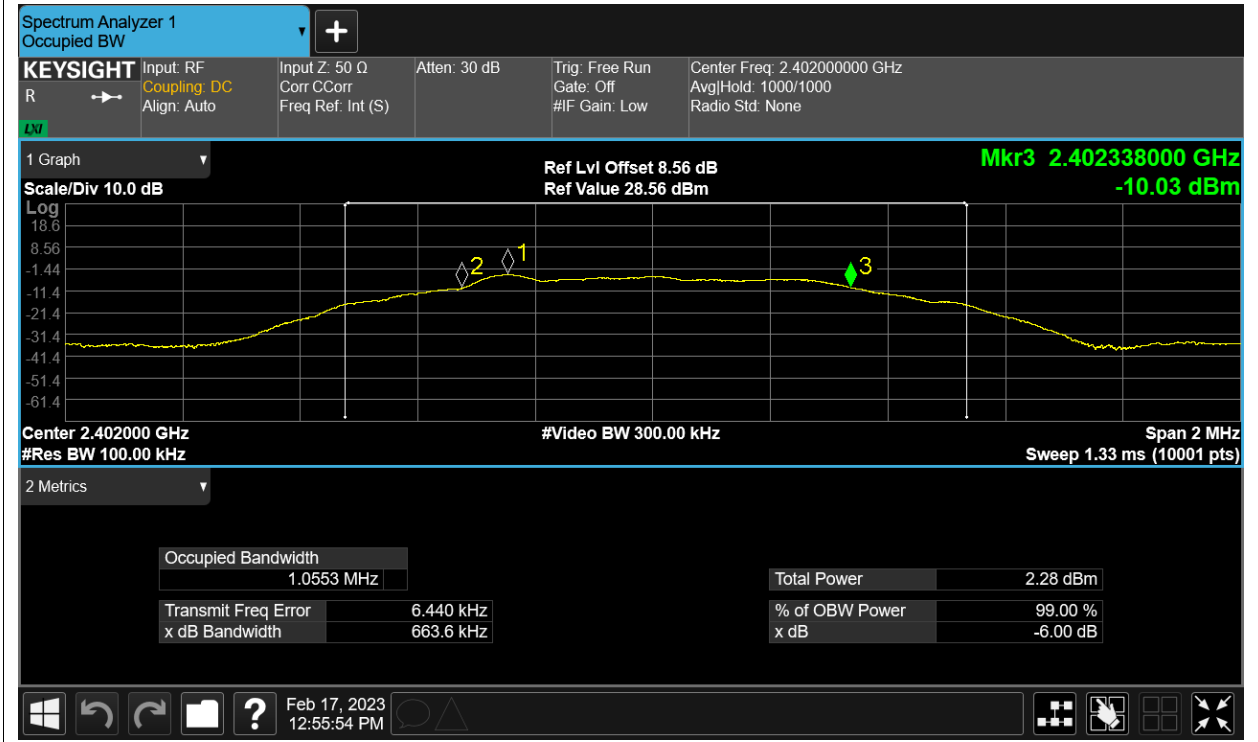 Spectrum Analyzer 1
Occupied BW
KEYSIGHT
R
LXI
Input: RF
Coupling: DC
Align: Auto
Input Z: 50 Ω
Corr CCorr
Freq Ref: Int (S)
Atten: 30 dB
Trig: Free Run
Gate: Off
#IF Gain: Low
Center Freq: 2.402000000 GHz
Avg|Hold: 1000/1000
Radio Std: None
1 Graph
Scale/Div 10.0 dB
Ref Lvl Offset 8.56 dB
Ref Value 28.56 dBm
Mkr3 2.402338000 GHz
-10.03 dBm
Log
18.6
8.56
-1.44
-11.4
-21.4
-31.4
-41.4
-51.4
-61.4
2
1
3
Center 2.402000 GHz
#Res BW 100.00 kHz
#Video BW 300.00 kHz
Span 2 MHz
Sweep 1.33 ms (10001 pts)
2 Metrics
Occupied Bandwidth
1.0553 MHz
Transmit Freq Error 6.440 kHz
x dB Bandwidth 663.6 kHz
Total Power 2.28 dBm
% of OBW Power 99.00 %
x dB -6.00 dB
?
Feb 17, 2023
12:55:54 PM